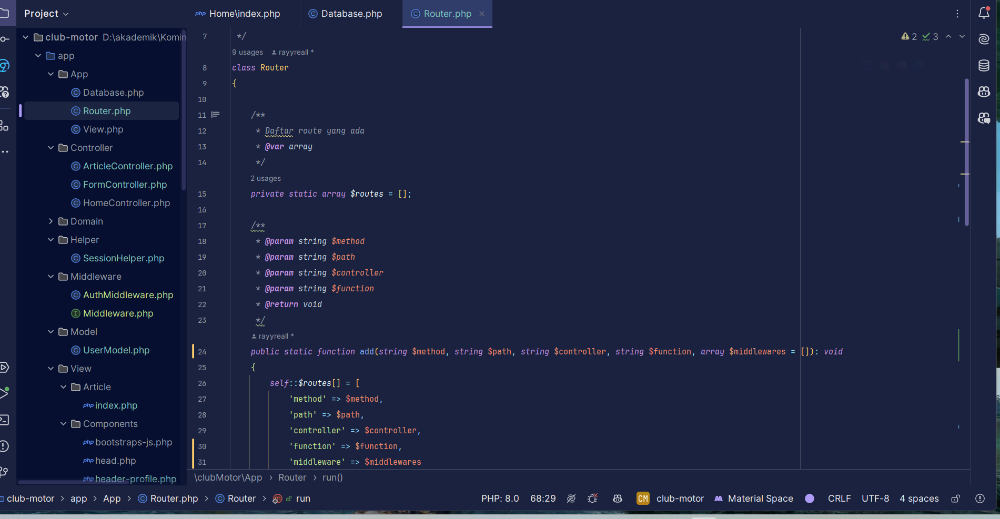 Project
php Home\index.php
Database.php
Router.php
club-motor D:\akademik\Komin
app
App
Database.php
Router.php
View.php
Controller
ArticleController.php
FormController.php
HomeController.php
Domain
Helper
SessionHelper.php
Middleware
AuthMiddleware.php
Middleware.php
Model
UserModel.php
View
Article
php index.php
Components
php bootstraps-js.php
php head.php
php header-profile.php
2 3
7 */
9 usages rayyreall *
8 class Router
9 {
10
11 /**
12 * Daftar route yang ada
13 * @var array
14 */
2 usages
15 private static array $routes = [];
16
17 /**
18 * @param string $method
19 * @param string $path
20 * @param string $controller
21 * @param string $function
22 * @return void
23 */
rayyreall *
24 public static function add(string $method, string $path, string $controller, string $function, array $middlewares = []): void
25 {
26 self::$routes[] = [
27 'method' => $method,
28 'path' => $path,
29 'controller' => $controller,
30 'function' => $function,
31 'middleware' => $middlewares
\clubMotor\App › Router › run()
club-motor > app > App > Router.php > Router > m run
PHP: 8.0 68:29 CM club-motor Material Space CRLF UTF-8 4 spaces